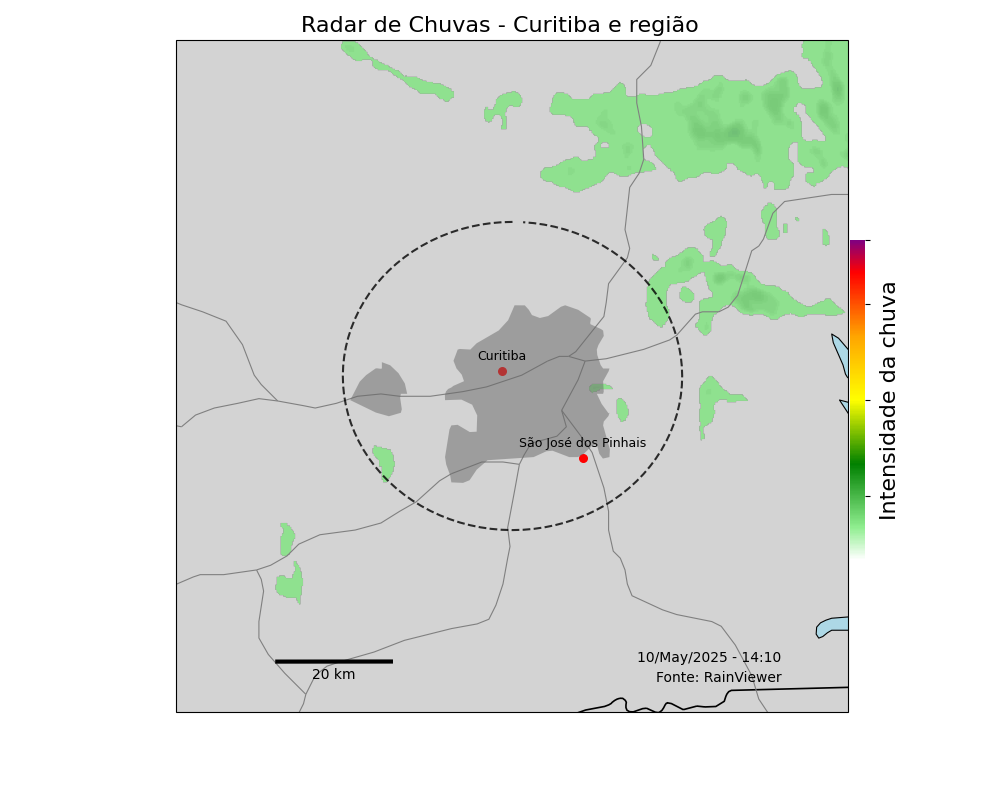 Radar de Chuvas - Curitiba e região
Curitiba
São José dos Pinhais
Intensidade da chuva
20 km
10/May/2025 - 14:10
Fonte: RainViewer